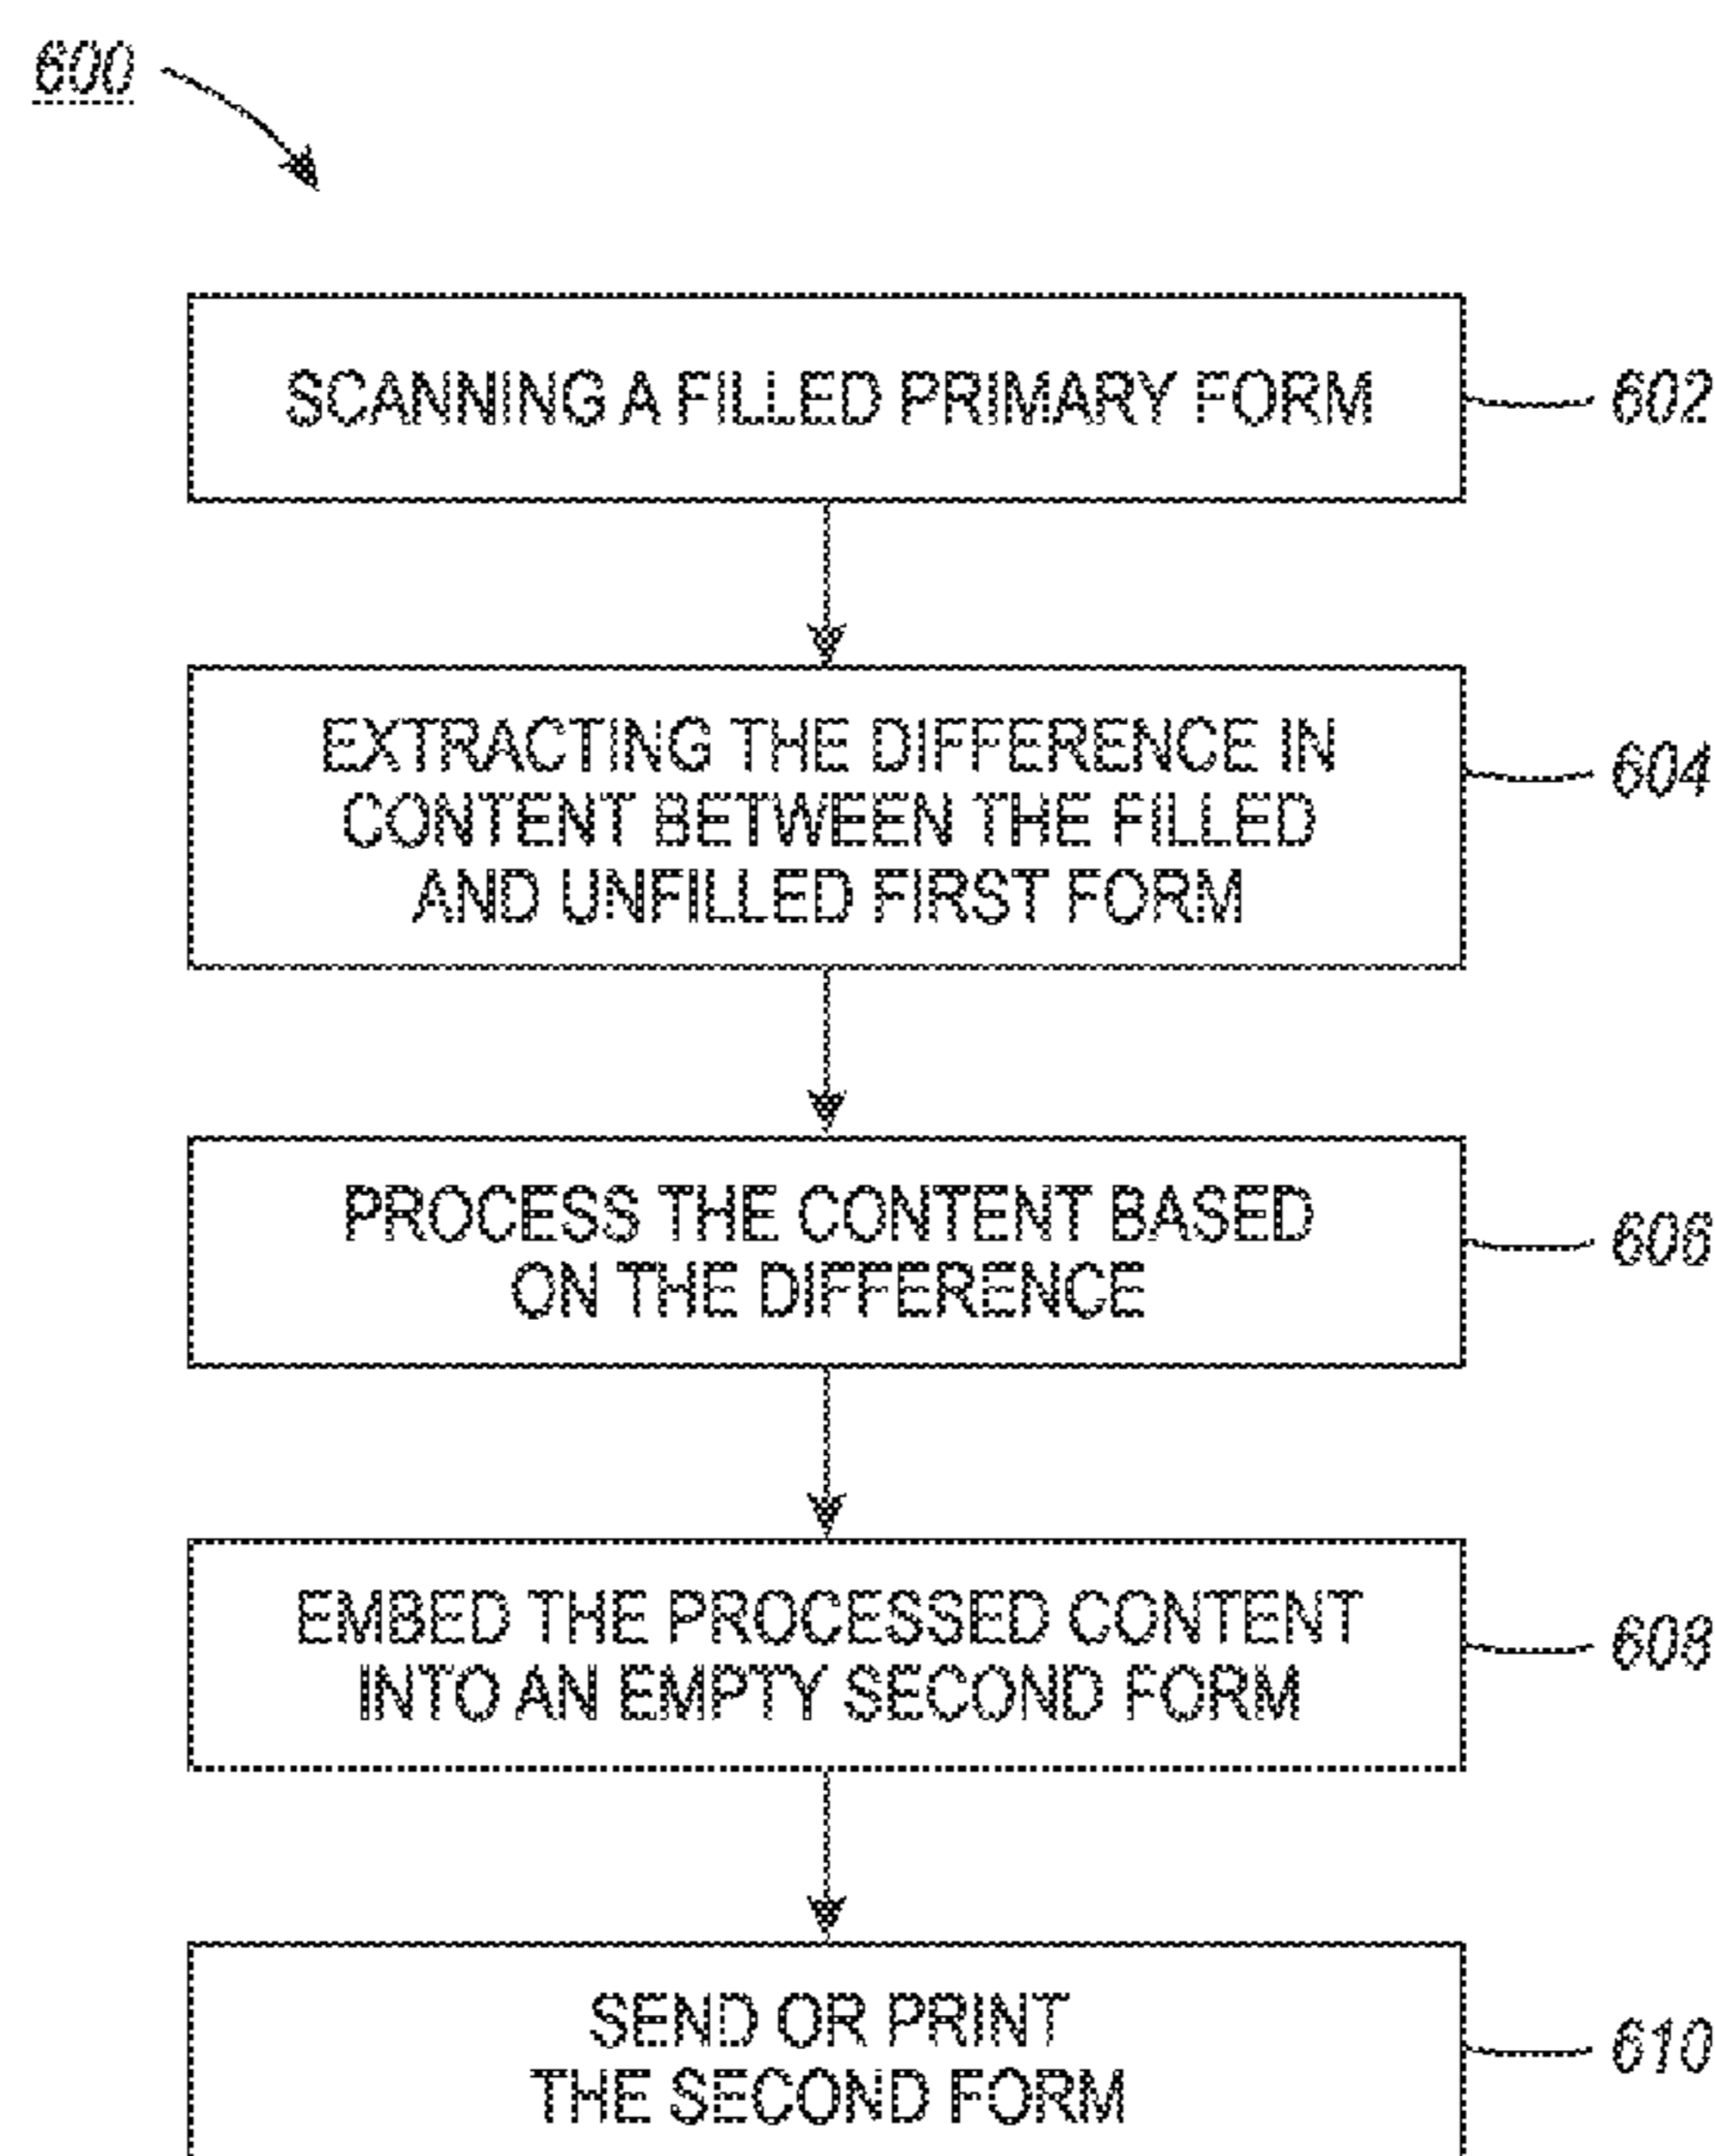 600
SCANNING A FILLED PRIMARY FORM
602
EXTRACTING THE DIFFERENCE IN
CONTENT BETWEEN THE FILLED
AND UNFILLED FIRST FORM
604
PROCESS THE CONTENT BASED
ON THE DIFFERENCE
606
EMBED THE PROCESSED CONTENT
INTO AN EMPTY SECOND FORM
608
SEND OR PRINT
THE SECOND FORM
610